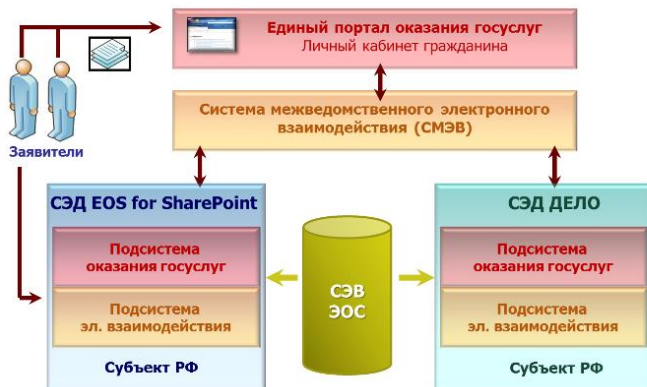 Единый портал оказания госуслуг
Личный кабинет гражданина
Система межведомственного электронного
взаимодействия (СМЭВ)
Заявители
СЭД EOS for SharePoint
Подсистема
оказания госуслуг
Подсистема
эл. взаимодействия
Субъект РФ
СЭВ
ЭОС
СЭД ДЕЛО
Подсистема
оказания госуслуг
Подсистема
эл. взаимодействия
Субъект РФ